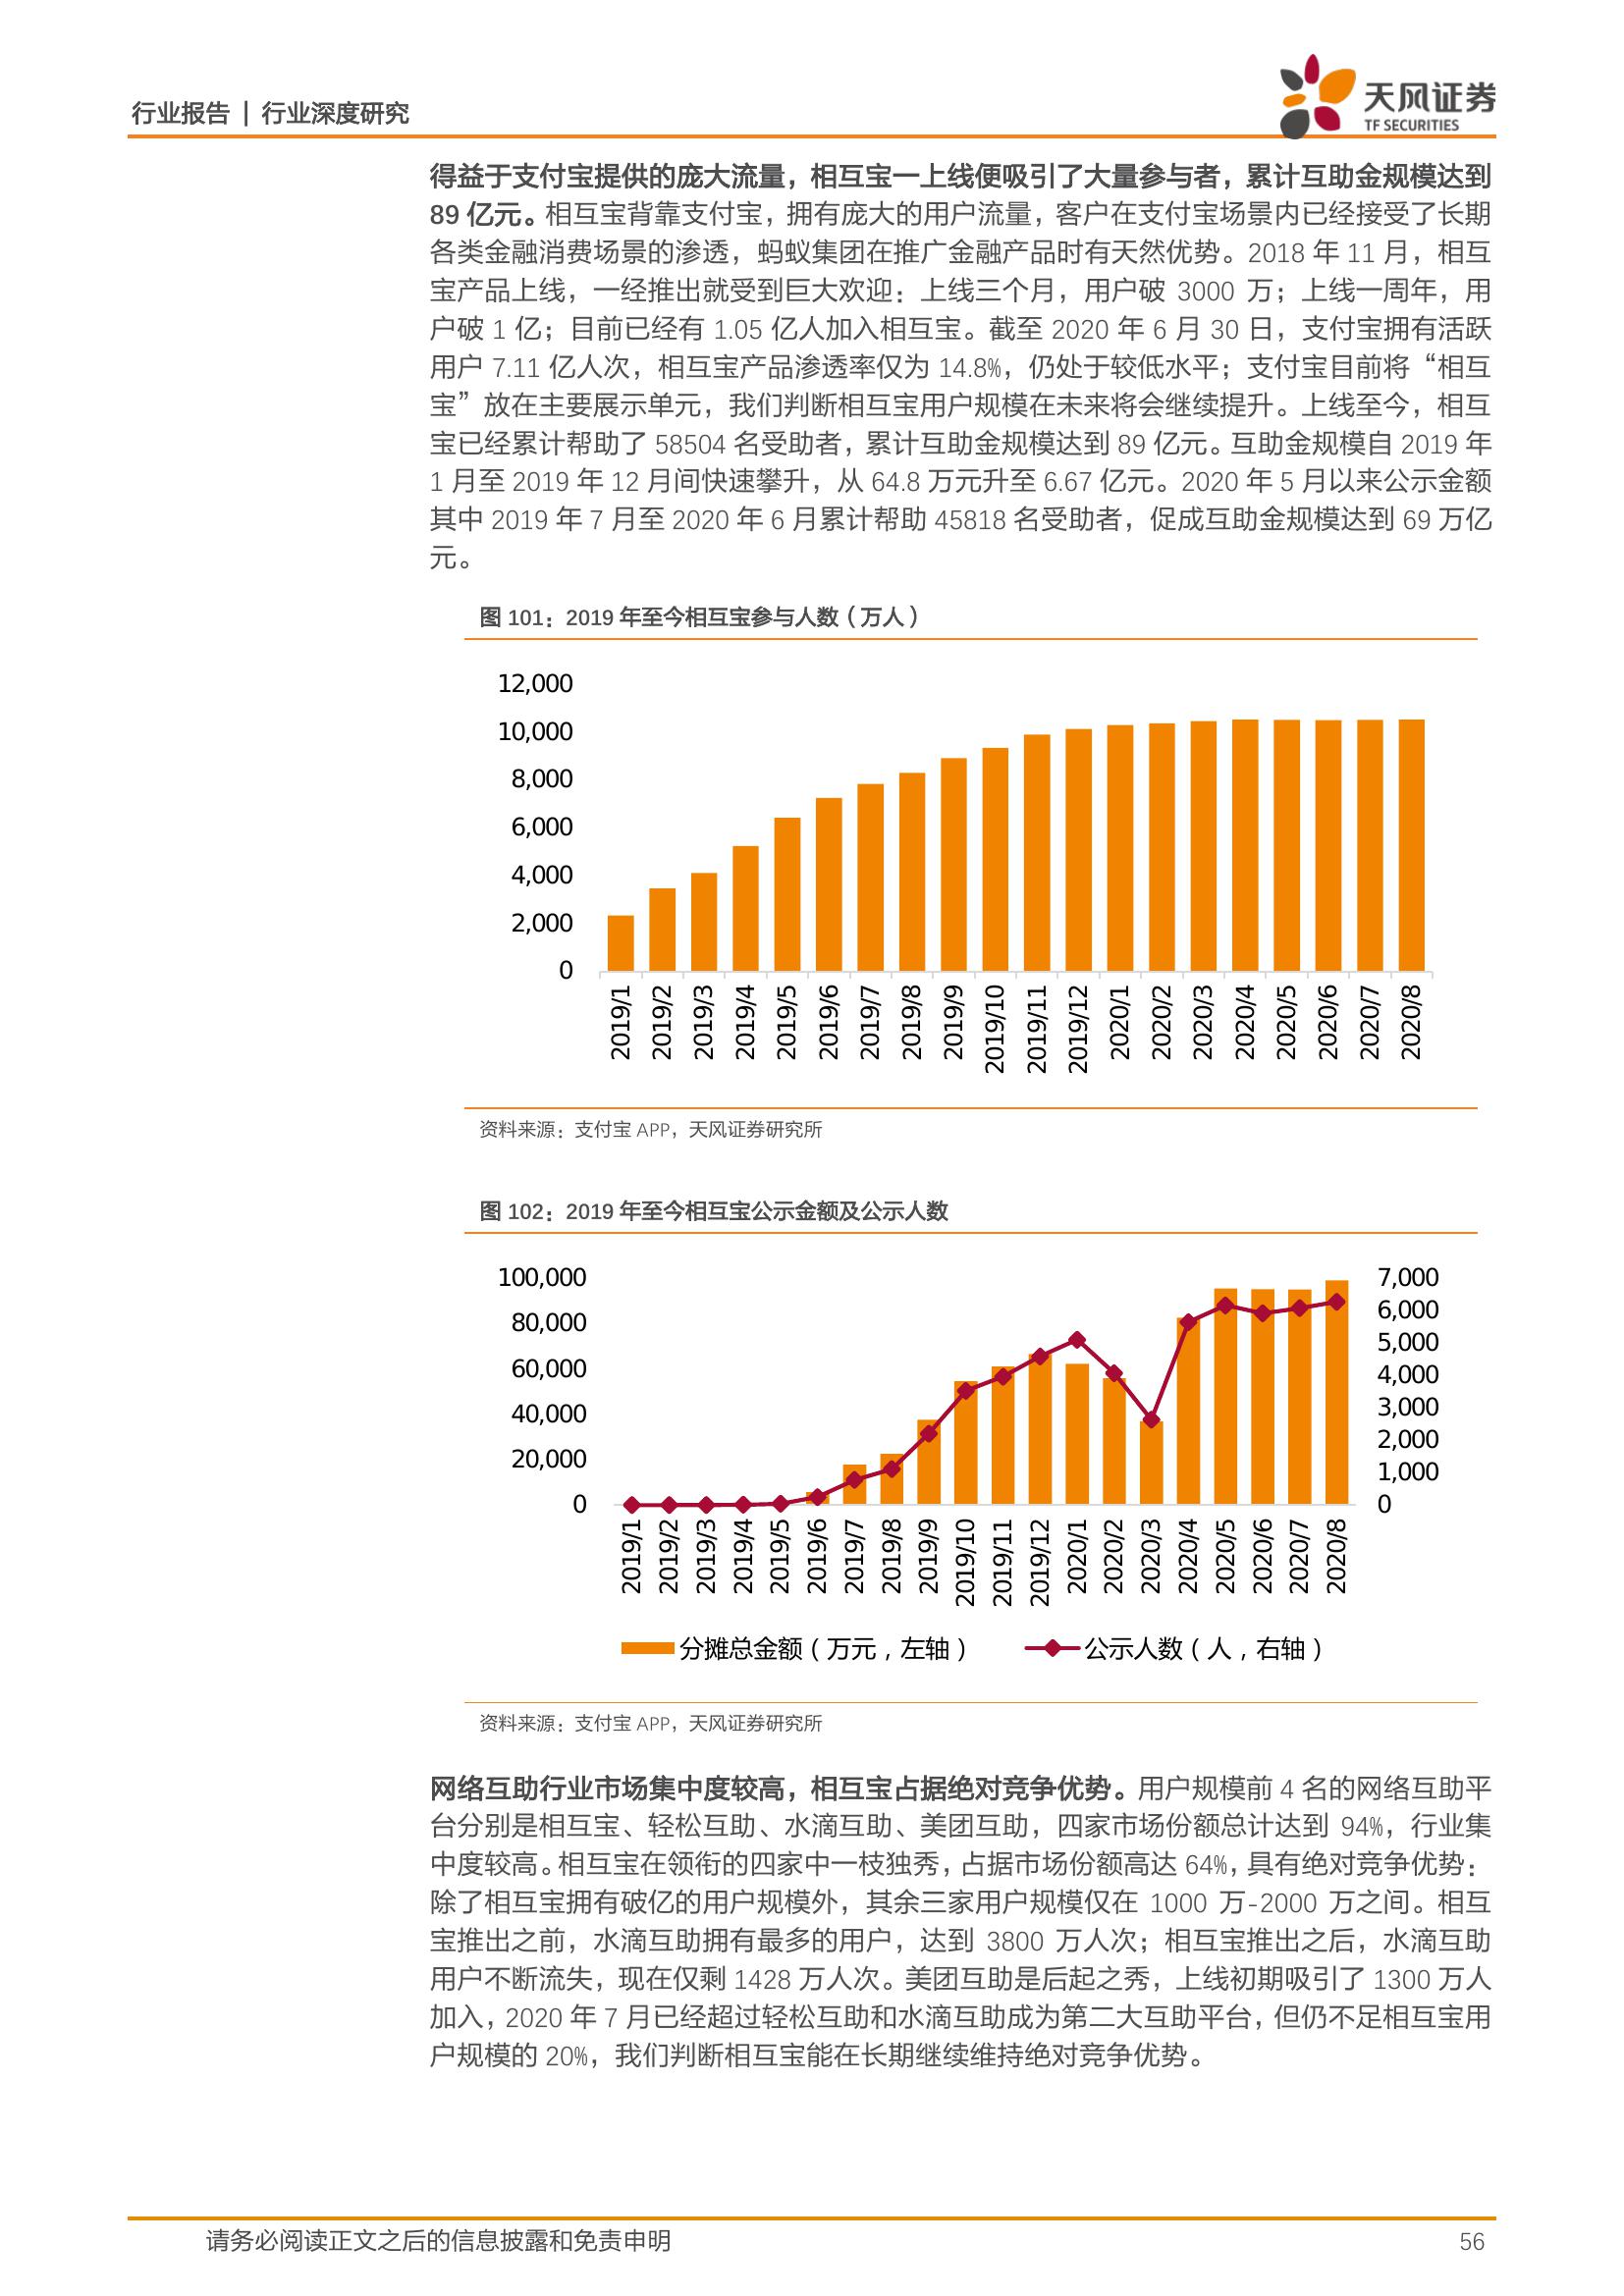 行业报告 | 行业深度研究
天风证券
TF SECURITIES
得益于支付宝提供的庞大流量，相互宝一上线便吸引了大量参与者，累计互助金规模达到
89 亿元。相互宝背靠支付宝，拥有庞大的用户流量，客户在支付宝场景内已经接受了长期
各类金融消费场景的渗透，蚂蚁集团在推广金融产品时有天然优势。2018 年 11 月，相互
宝产品上线，一经推出就受到巨大欢迎：上线三个月，用户破 3000 万；上线一周年，用
户破 1 亿；目前已经有 1.05 亿人加入相互宝。截至 2020 年 6 月 30 日，支付宝拥有活跃
用户 7.11 亿人次，相互宝产品渗透率仅为 14.8%，仍处于较低水平；支付宝目前将“相互
宝”放在主要展示单元，我们判断相互宝用户规模在未来将会继续提升。上线至今，相互
宝已经累计帮助了 58504 名受助者，累计互助金规模达到 89 亿元。互助金规模自 2019 年
1 月至 2019 年 12 月间快速攀升，从 64.8 万元升至 6.67 亿元。2020 年 5 月以来公示金额
其中 2019 年 7 月至 2020 年 6 月累计帮助 45818 名受助者，促成互助金规模达到 69 万亿
元。
图 101：2019 年至今相互宝参与人数（万人）
12,000
10,000
8,000
6,000
4,000
2,000
0
2019/1 2019/2 2019/3 2019/4 2019/5 2019/6 2019/7 2019/8 2019/9 2019/10 2019/11 2019/12 2020/1 2020/2 2020/3 2020/4 2020/5 2020/6 2020/7 2020/8
资料来源：支付宝 APP，天风证券研究所
图 102：2019 年至今相互宝公示金额及公示人数
100,000
80,000
60,000
40,000
20,000
0
7,000
6,000
5,000
4,000
3,000
2,000
1,000
0
2019/1 2019/2 2019/3 2019/4 2019/5 2019/6 2019/7 2019/8 2019/9 2019/10 2019/11 2019/12 2020/1 2020/2 2020/3 2020/4 2020/5 2020/6 2020/7 2020/8
分摊总金额（万元，左轴） 公示人数（人，右轴）
资料来源：支付宝 APP，天风证券研究所
网络互助行业市场集中度较高，相互宝占据绝对竞争优势。用户规模前 4 名的网络互助平
台分别是相互宝、轻松互助、水滴互助、美团互助，四家市场份额总计达到 94%，行业集
中度较高。相互宝在领衔的四家中一枝独秀，占据市场份额高达 64%，具有绝对竞争优势：
除了相互宝拥有破亿的用户规模外，其余三家用户规模仅在 1000 万-2000 万之间。相互
宝推出之前，水滴互助拥有最多的用户，达到 3800 万人次；相互宝推出之后，水滴互助
用户不断流失，现在仅剩 1428 万人次。美团互助是后起之秀，上线初期吸引了 1300 万人
加入，2020 年 7 月已经超过轻松互助和水滴互助成为第二大互助平台，但仍不足相互宝用
户规模的 20%，我们判断相互宝能在长期继续维持绝对竞争优势。
请务必阅读正文之后的信息披露和免责申明
56